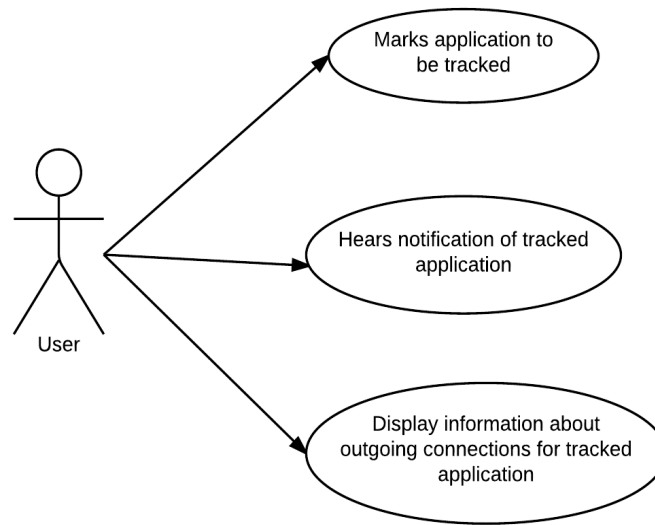 Marks application to
be tracked
Hears notification of tracked
application
User
Display information about
outgoing connections for tracked
application